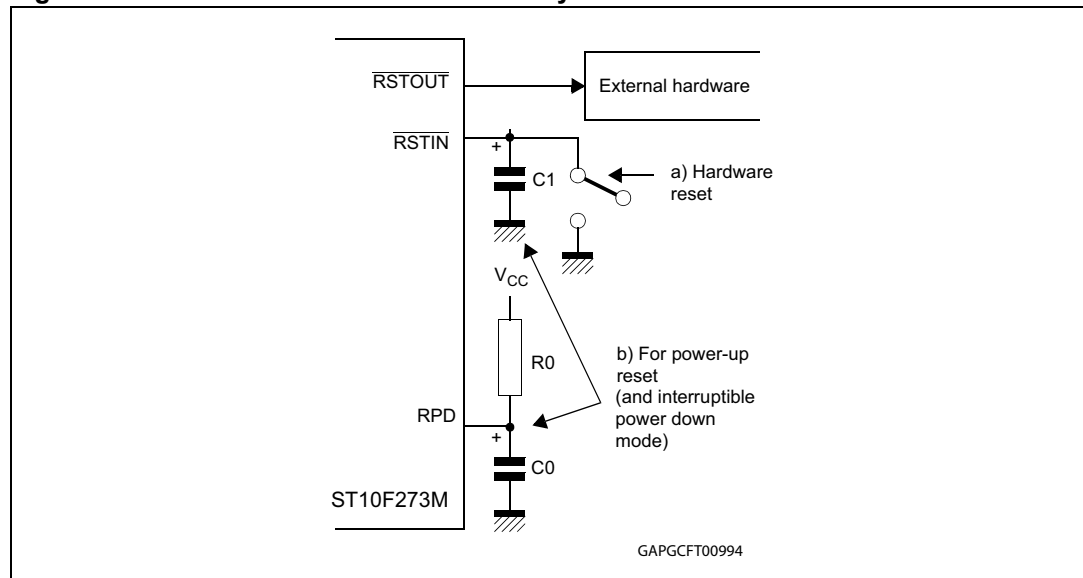 RSTOUT
External hardware
RSTIN
+
C1
a) Hardware
reset
VCC
R0
b) For power-up
reset
(and interruptible
power down
mode)
RPD
+
C0
ST10F273M
GAPGCFT00994